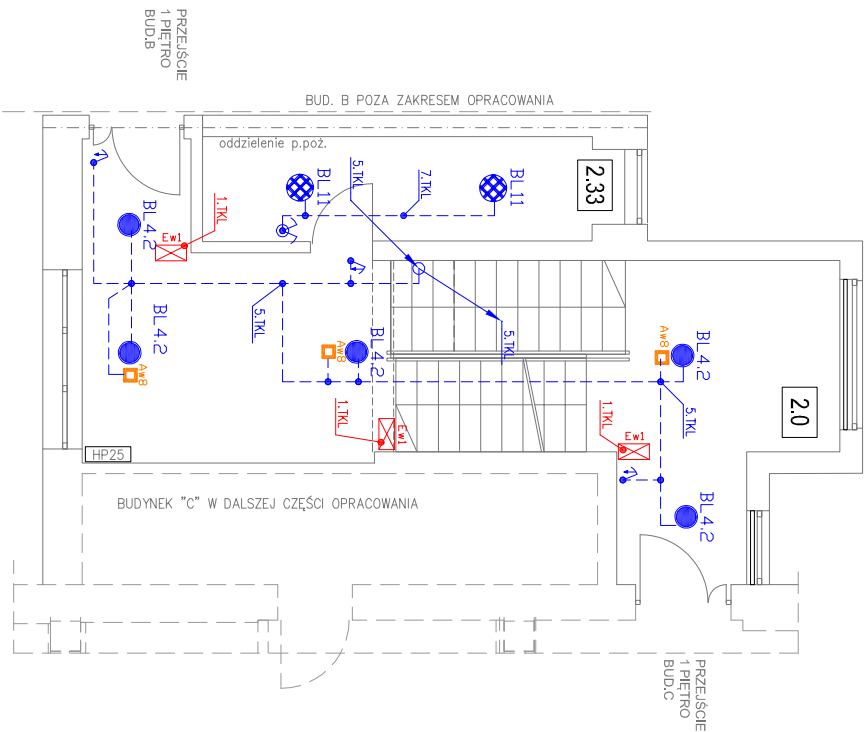 PRZEJŚCIE
1 PIĘTRO
BUD.B
BUD. B POZA ZAKRESEM OPRACOWANIA
oddzielenie p.poż.
BL11
5.TKL
7.TKL
BL11
2.33
1.TKL
BL4.2
Ew1
5.TKL
5.TKL
BL4.2
Aw8
Aw8
BL4.2
Aw8
BL4.2
5.TKL
2.0
1.TKL
Ew1
1.TKL
Ew1
HP25
BL4.2
BUDYNEK "C" W DALSZEJ CZĘŚCI OPRACOWANIA
PRZEJŚCIE
1 PIĘTRO
BUD.C